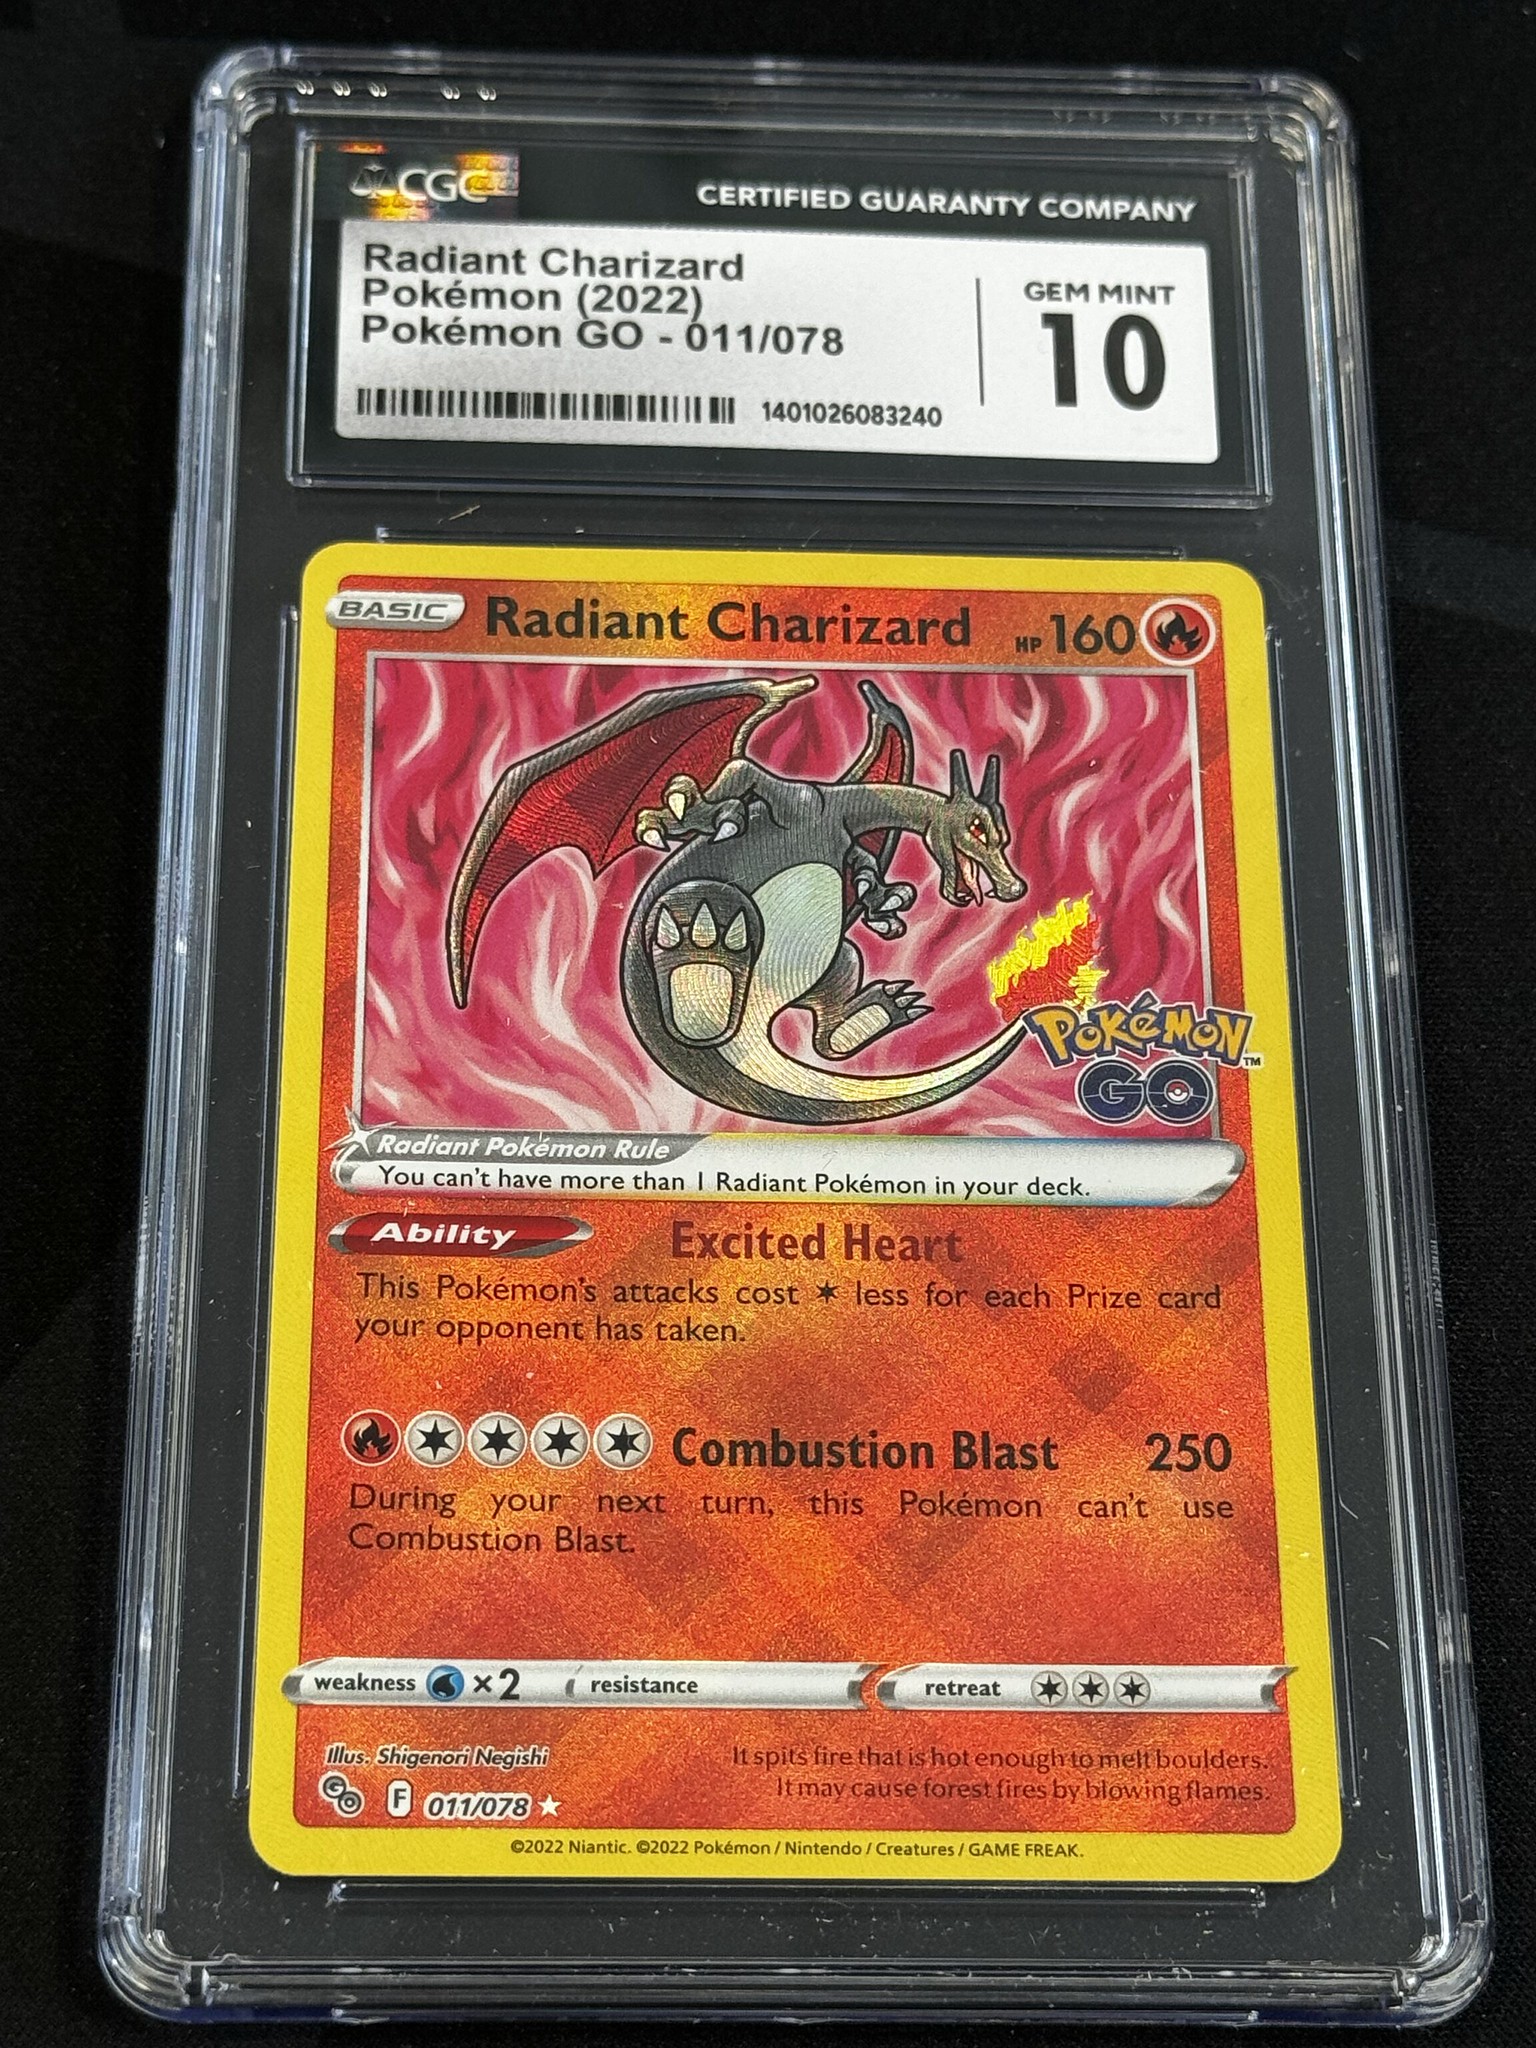 CGC
CERTIFIED GUARANTY COMPANY
Radiant Charizard
Pokémon (2022)
Pokémon GO - 011/078
1401026083240
GEM MINT
10
BASIC
Radiant Charizard
HP 160
POKéMON
TM
GO
Radiant Pokémon Rule
You can't have more than 1 Radiant Pokémon in your deck.
Ability
Excited Heart
This Pokémon's attacks cost less for each Prize card
your opponent has taken.
Combustion Blast 250
During your next turn, this Pokémon can't use
Combustion Blast.
weakness ×2 resistance retreat
Illus. Shigenori Negishi
GO F 011/078
It spits fire that is hot enough to melt boulders.
It may cause forest fires by blowing flames.
©2022 Niantic. ©2022 Pokémon / Nintendo / Creatures / GAME FREAK.